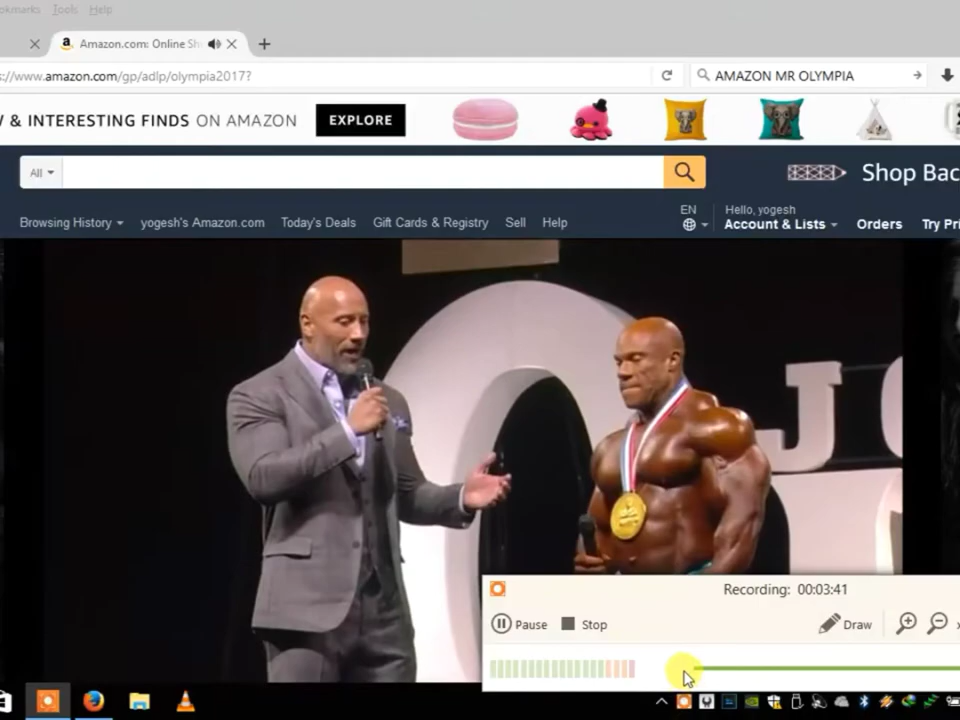 okmarks Tools Help
Amazon.com: Online Sh
s://www.amazon.com/gp/adlp/olympia2017?
AMAZON MR OLYMPIA
& INTERESTING FINDS ON AMAZON
EXPLORE
All
Shop Bac
Browsing History
yogesh's Amazon.com
Today's Deals
Gift Cards & Registry
Sell
Help
EN
Hello, yogesh
Account & Lists
Orders
Try Pri
J
Recording: 00:03:41
Pause
Stop
Draw